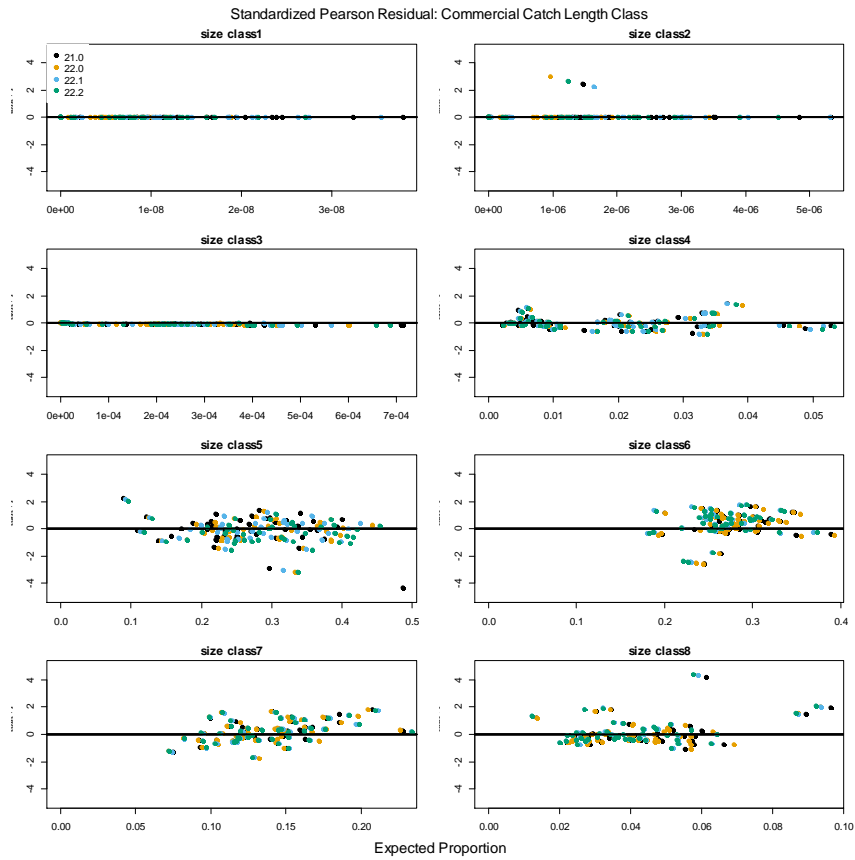 Standardized Pearson Residual: Commercial Catch Length Class
size class1
size class2
21.0
22.0
22.1
22.2
4
2
0
-2
-4
4
2
0
-2
-4
0e+00 1e-08 2e-08 3e-08
0e+00 1e-06 2e-06 3e-06 4e-06 5e-06
size class3
size class4
4
2
0
-2
-4
4
2
0
-2
-4
0e+00 1e-04 2e-04 3e-04 4e-04 5e-04 6e-04 7e-04
0.00 0.01 0.02 0.03 0.04 0.05
size class5
size class6
4
2
0
-2
-4
4
2
0
-2
-4
0.0 0.1 0.2 0.3 0.4 0.5
0.0 0.1 0.2 0.3 0.4
size class7
size class8
4
2
0
-2
-4
4
2
0
-2
-4
0.00 0.05 0.10 0.15 0.20
0.00 0.02 0.04 0.06 0.08 0.10
Expected Proportion